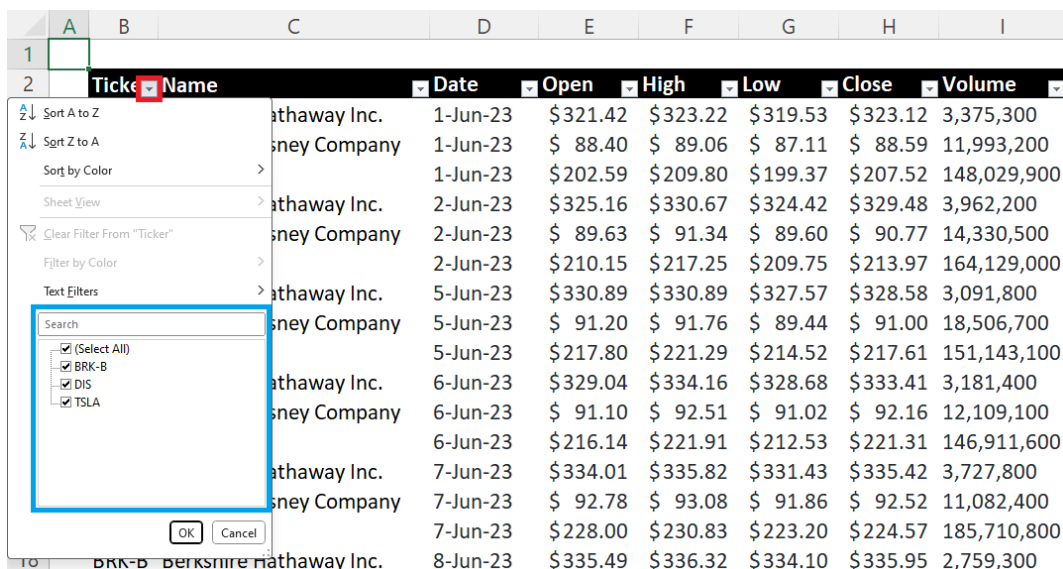 A B C D E F G H I
1
2 Ticke Name Date Open High Low Close Volume
Sort A to Z athaway Inc. 1-Jun-23 $321.42 $323.22 $319.53 $323.12 3,375,300
Sort Z to A sney Company 1-Jun-23 $ 88.40 $ 89.06 $ 87.11 $ 88.59 11,993,200
Sort by Color 1-Jun-23 $202.59 $209.80 $199.37 $207.52 148,029,900
Sheet View athaway Inc. 2-Jun-23 $325.16 $330.67 $324.42 $329.48 3,962,200
Clear Filter From "Ticker" sney Company 2-Jun-23 $ 89.63 $ 91.34 $ 89.60 $ 90.77 14,330,500
Filter by Color 2-Jun-23 $210.15 $217.25 $209.75 $213.97 164,129,000
Text Filters athaway Inc. 5-Jun-23 $330.89 $330.89 $327.57 $328.58 3,091,800
Search sney Company 5-Jun-23 $ 91.20 $ 91.76 $ 89.44 $ 91.00 18,506,700
(Select All) 5-Jun-23 $217.80 $221.29 $214.52 $217.61 151,143,100
BRK-B athaway Inc. 6-Jun-23 $329.04 $334.16 $328.68 $333.41 3,181,400
DIS sney Company 6-Jun-23 $ 91.10 $ 92.51 $ 91.02 $ 92.16 12,109,100
TSLA 6-Jun-23 $216.14 $221.91 $212.53 $221.31 146,911,600
athaway Inc. 7-Jun-23 $334.01 $335.82 $331.43 $335.42 3,727,800
sney Company 7-Jun-23 $ 92.78 $ 93.08 $ 91.86 $ 92.52 11,082,400
OK Cancel 7-Jun-23 $228.00 $230.83 $223.20 $224.57 185,710,800
18 BRK-B Berkshire Hathaway Inc. 8-Jun-23 $335.49 $336.32 $334.10 $335.95 2,759,300